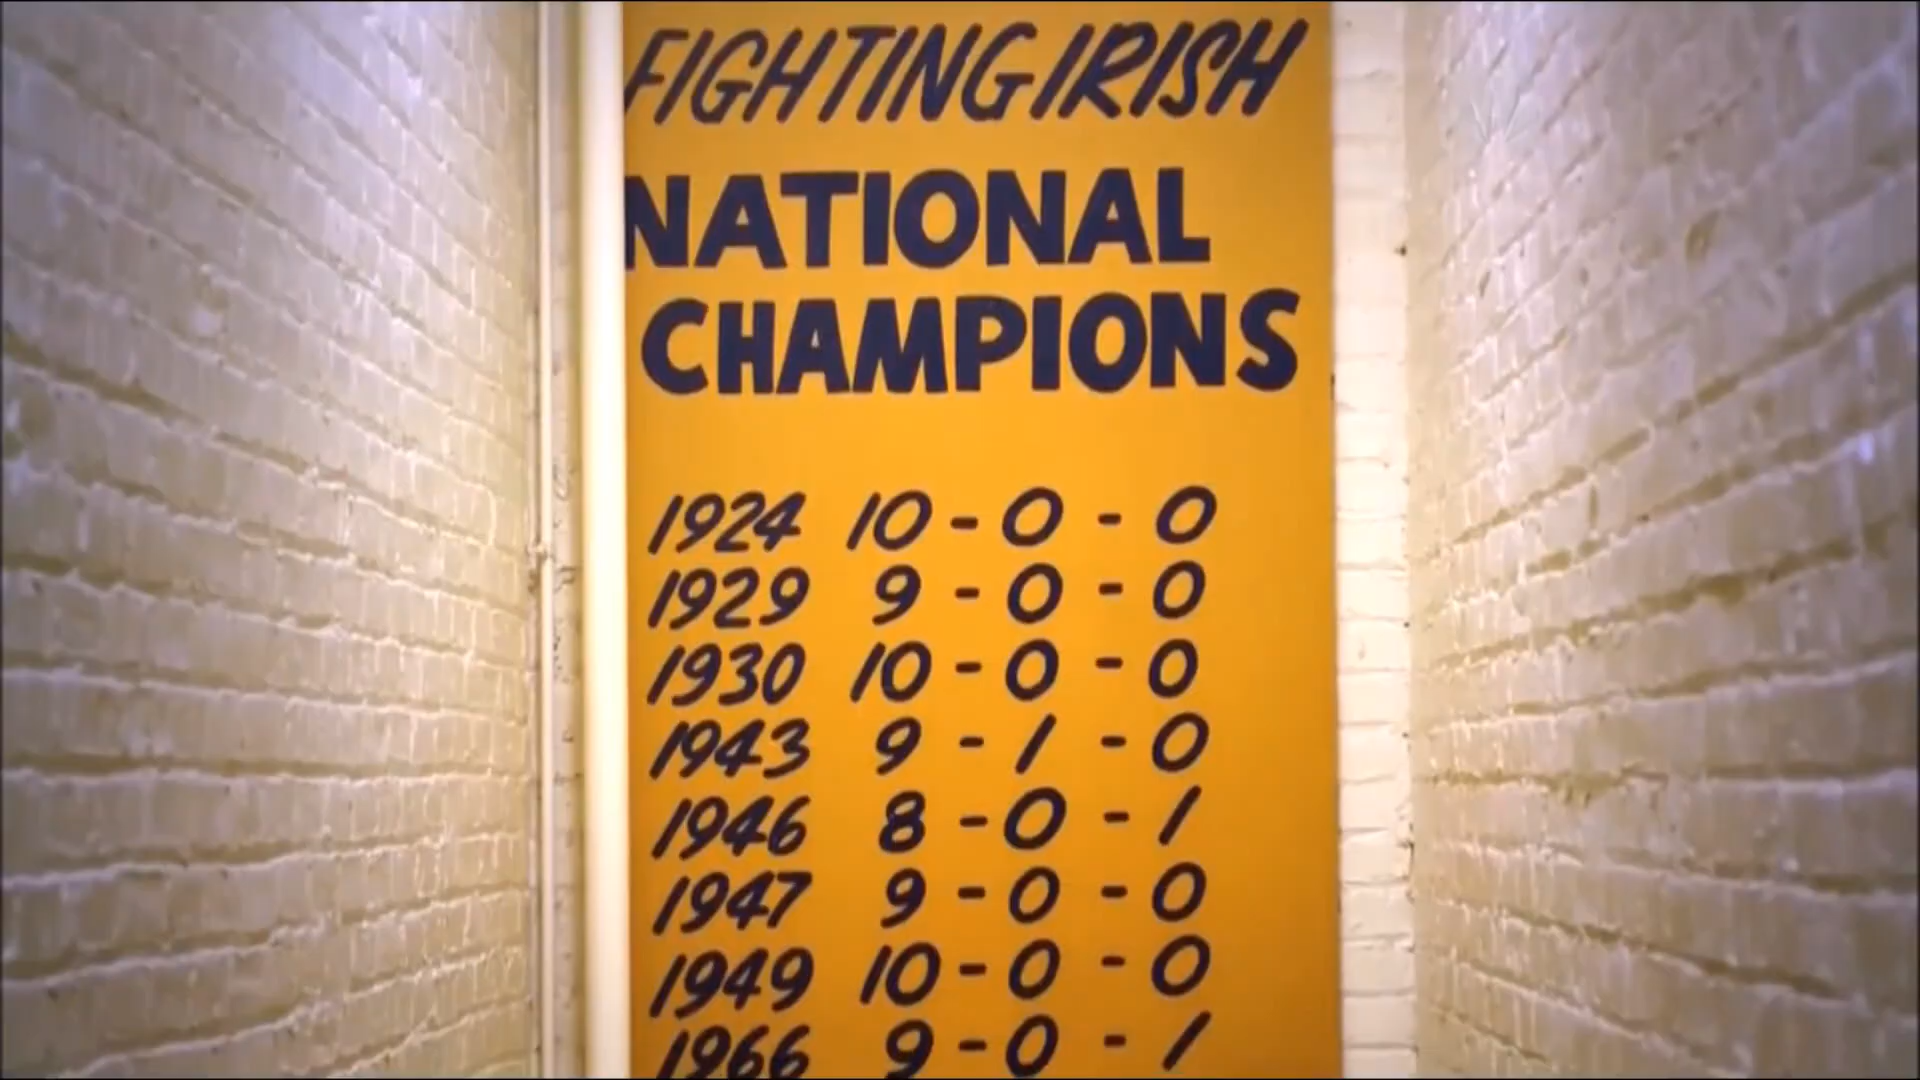 FIGHTING IRISH
NATIONAL
CHAMPIONS
1924 10 - 0 - 0
1929 9 - 0 - 0
1930 10 - 0 - 0
1943 9 - 1 - 0
1946 8 - 0 - 1
1947 9 - 0 - 0
1949 10 - 0 - 0
1966 9 - 0 - 1